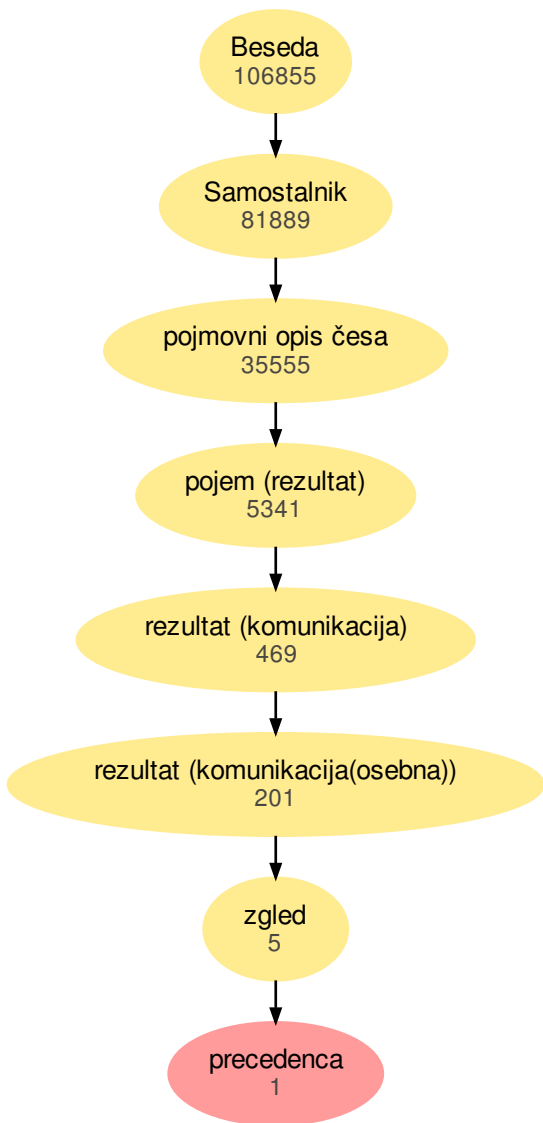 Beseda
106855
Samostalnik
81889
pojmovni opis česa
35555
pojem (rezultat)
5341
rezultat (komunikacija)
469
rezultat (komunikacija(osebna))
201
zgled
5
precedenca
1